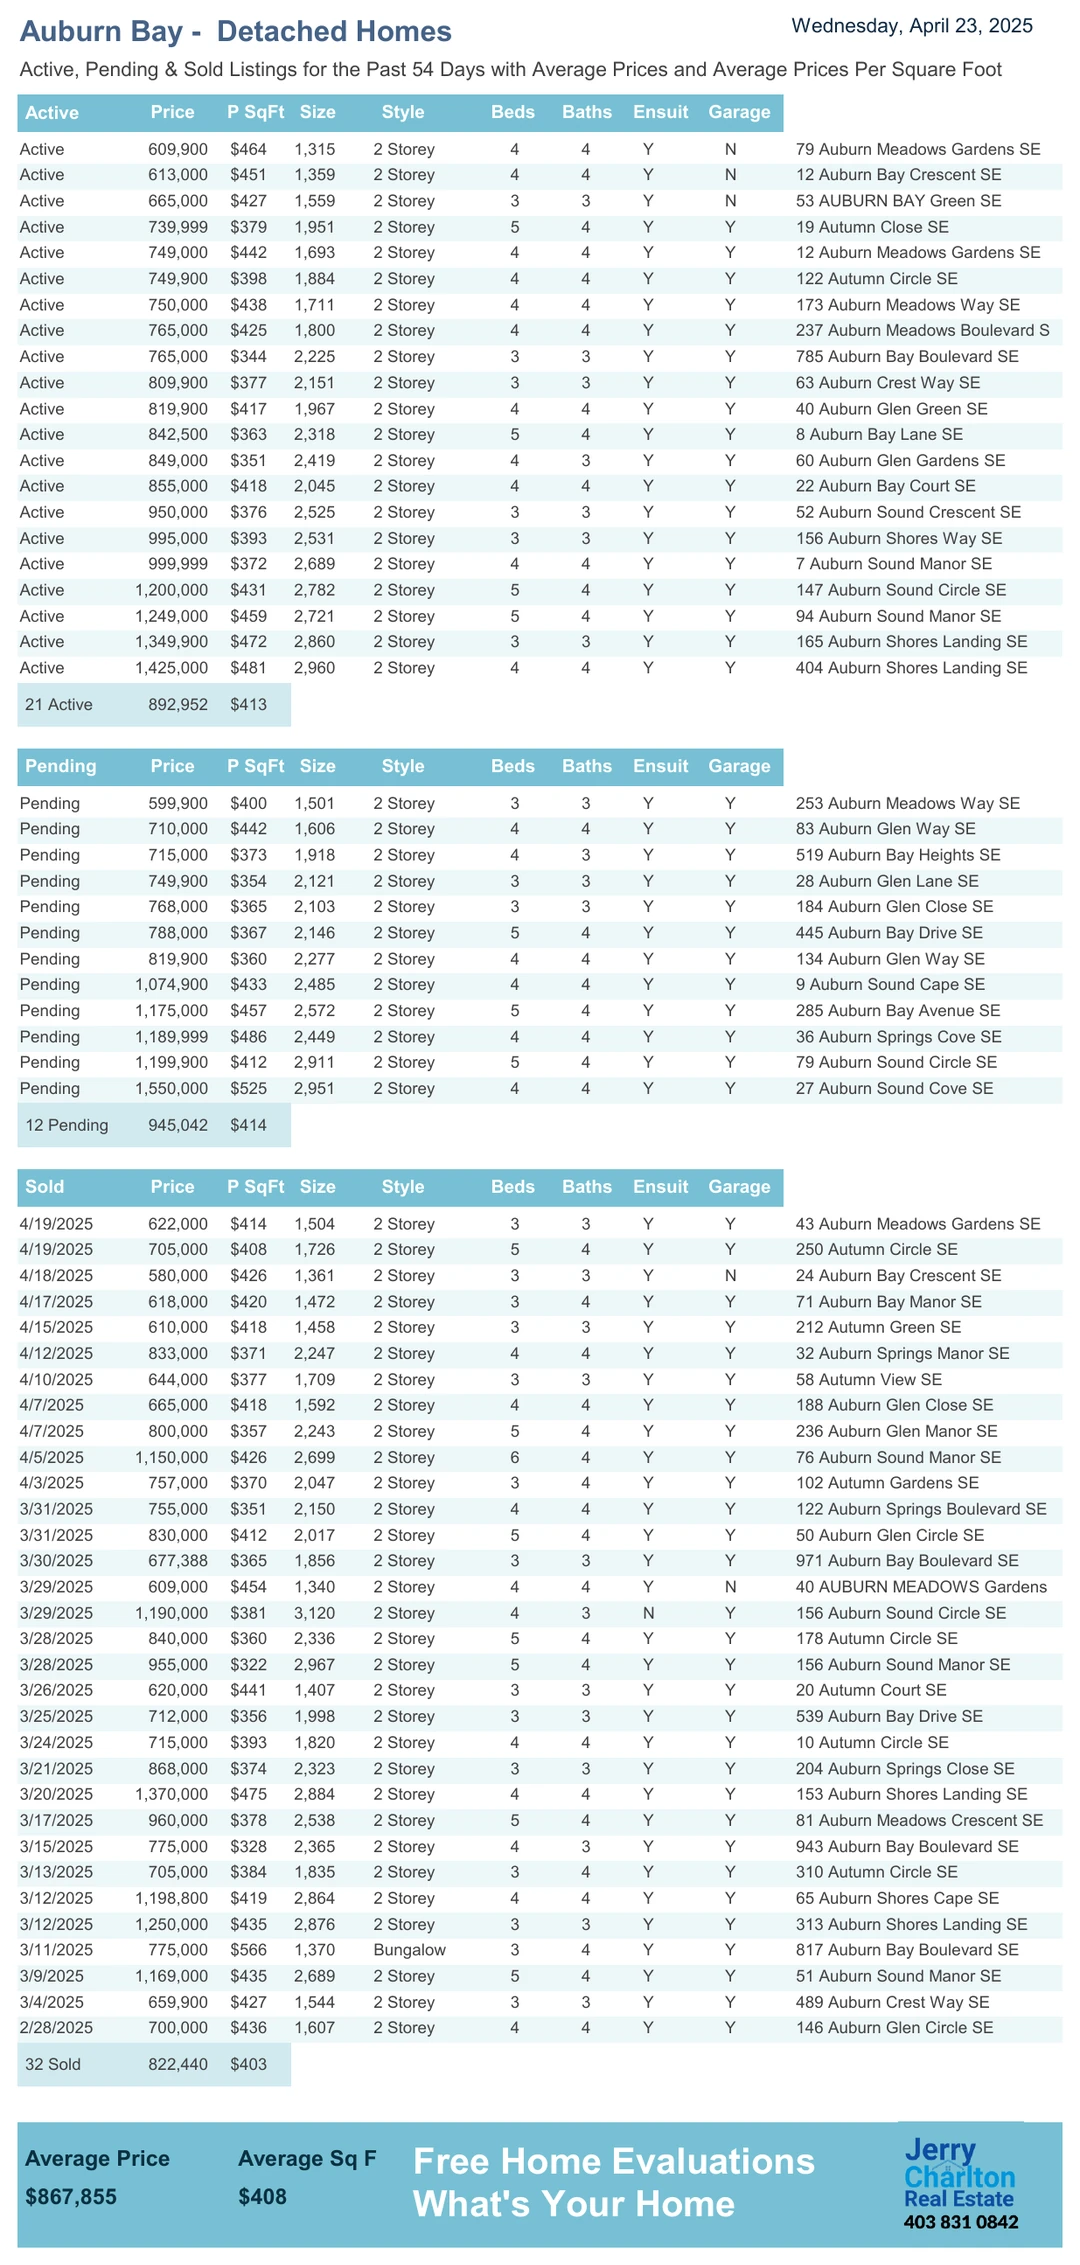 Auburn Bay - Detached Homes
Wednesday, April 23, 2025
Active, Pending & Sold Listings for the Past 54 Days with Average Prices and Average Prices Per Square Foot
Active Price P SqFt Size Style Beds Baths Ensuit Garage
Active 609,900 $464 1,315 2 Storey 4 4 Y N 79 Auburn Meadows Gardens SE
Active 613,000 $451 1,359 2 Storey 4 4 Y N 12 Auburn Bay Crescent SE
Active 665,000 $427 1,559 2 Storey 3 3 Y N 53 AUBURN BAY Green SE
Active 739,999 $379 1,951 2 Storey 5 4 Y Y 19 Autumn Close SE
Active 749,000 $442 1,693 2 Storey 4 4 Y Y 12 Auburn Meadows Gardens SE
Active 749,900 $398 1,884 2 Storey 4 4 Y Y 122 Autumn Circle SE
Active 750,000 $438 1,711 2 Storey 4 4 Y Y 173 Auburn Meadows Way SE
Active 765,000 $425 1,800 2 Storey 4 4 Y Y 237 Auburn Meadows Boulevard S
Active 765,000 $344 2,225 2 Storey 3 3 Y Y 785 Auburn Bay Boulevard SE
Active 809,900 $377 2,151 2 Storey 3 3 Y Y 63 Auburn Crest Way SE
Active 819,900 $417 1,967 2 Storey 4 4 Y Y 40 Auburn Glen Green SE
Active 842,500 $363 2,318 2 Storey 5 4 Y Y 8 Auburn Bay Lane SE
Active 849,000 $351 2,419 2 Storey 4 3 Y Y 60 Auburn Glen Gardens SE
Active 855,000 $418 2,045 2 Storey 4 4 Y Y 22 Auburn Bay Court SE
Active 950,000 $376 2,525 2 Storey 3 3 Y Y 52 Auburn Sound Crescent SE
Active 995,000 $393 2,531 2 Storey 3 3 Y Y 156 Auburn Shores Way SE
Active 999,999 $372 2,689 2 Storey 4 4 Y Y 7 Auburn Sound Manor SE
Active 1,200,000 $431 2,782 2 Storey 5 4 Y Y 147 Auburn Sound Circle SE
Active 1,249,000 $459 2,721 2 Storey 5 4 Y Y 94 Auburn Sound Manor SE
Active 1,349,900 $472 2,860 2 Storey 3 3 Y Y 165 Auburn Shores Landing SE
Active 1,425,000 $481 2,960 2 Storey 4 4 Y Y 404 Auburn Shores Landing SE
21 Active 892,952 $413
Pending Price P SqFt Size Style Beds Baths Ensuit Garage
Pending 599,900 $400 1,501 2 Storey 3 3 Y Y 253 Auburn Meadows Way SE
Pending 710,000 $442 1,606 2 Storey 4 4 Y Y 83 Auburn Glen Way SE
Pending 715,000 $373 1,918 2 Storey 4 3 Y Y 519 Auburn Bay Heights SE
Pending 749,900 $354 2,121 2 Storey 3 3 Y Y 28 Auburn Glen Lane SE
Pending 768,000 $365 2,103 2 Storey 3 3 Y Y 184 Auburn Glen Close SE
Pending 788,000 $367 2,146 2 Storey 5 4 Y Y 445 Auburn Bay Drive SE
Pending 819,900 $360 2,277 2 Storey 4 4 Y Y 134 Auburn Glen Way SE
Pending 1,074,900 $433 2,485 2 Storey 4 4 Y Y 9 Auburn Sound Cape SE
Pending 1,175,000 $457 2,572 2 Storey 5 4 Y Y 285 Auburn Bay Avenue SE
Pending 1,189,999 $486 2,449 2 Storey 4 4 Y Y 36 Auburn Springs Cove SE
Pending 1,199,900 $412 2,911 2 Storey 5 4 Y Y 79 Auburn Sound Circle SE
Pending 1,550,000 $525 2,951 2 Storey 4 4 Y Y 27 Auburn Sound Cove SE
12 Pending 945,042 $414
Sold Price P SqFt Size Style Beds Baths Ensuit Garage
4/19/2025 622,000 $414 1,504 2 Storey 3 3 Y Y 43 Auburn Meadows Gardens SE
4/19/2025 705,000 $408 1,726 2 Storey 5 4 Y Y 250 Autumn Circle SE
4/18/2025 580,000 $426 1,361 2 Storey 3 3 Y N 24 Auburn Bay Crescent SE
4/17/2025 618,000 $420 1,472 2 Storey 3 4 Y Y 71 Auburn Bay Manor SE
4/15/2025 610,000 $418 1,458 2 Storey 3 3 Y Y 212 Autumn Green SE
4/12/2025 833,000 $371 2,247 2 Storey 4 4 Y Y 32 Auburn Springs Manor SE
4/10/2025 644,000 $377 1,709 2 Storey 3 3 Y Y 58 Autumn View SE
4/7/2025 665,000 $418 1,592 2 Storey 4 4 Y Y 188 Auburn Glen Close SE
4/7/2025 800,000 $357 2,243 2 Storey 5 4 Y Y 236 Auburn Glen Manor SE
4/5/2025 1,150,000 $426 2,699 2 Storey 6 4 Y Y 76 Auburn Sound Manor SE
4/3/2025 757,000 $370 2,047 2 Storey 3 4 Y Y 102 Autumn Gardens SE
3/31/2025 755,000 $351 2,150 2 Storey 4 4 Y Y 122 Auburn Springs Boulevard SE
3/31/2025 830,000 $412 2,017 2 Storey 5 4 Y Y 50 Auburn Glen Circle SE
3/30/2025 677,388 $365 1,856 2 Storey 3 3 Y Y 971 Auburn Bay Boulevard SE
3/29/2025 609,000 $454 1,340 2 Storey 4 4 Y N 40 AUBURN MEADOWS Gardens
3/29/2025 1,190,000 $381 3,120 2 Storey 4 3 N Y 156 Auburn Sound Circle SE
3/28/2025 840,000 $360 2,336 2 Storey 5 4 Y Y 178 Autumn Circle SE
3/28/2025 955,000 $322 2,967 2 Storey 5 4 Y Y 156 Auburn Sound Manor SE
3/26/2025 620,000 $441 1,407 2 Storey 3 3 Y Y 20 Autumn Court SE
3/25/2025 712,000 $356 1,998 2 Storey 3 3 Y Y 539 Auburn Bay Drive SE
3/24/2025 715,000 $393 1,820 2 Storey 4 4 Y Y 10 Autumn Circle SE
3/21/2025 868,000 $374 2,323 2 Storey 3 3 Y Y 204 Auburn Springs Close SE
3/20/2025 1,370,000 $475 2,884 2 Storey 4 4 Y Y 153 Auburn Shores Landing SE
3/17/2025 960,000 $378 2,538 2 Storey 5 4 Y Y 81 Auburn Meadows Crescent SE
3/15/2025 775,000 $328 2,365 2 Storey 4 3 Y Y 943 Auburn Bay Boulevard SE
3/13/2025 705,000 $384 1,835 2 Storey 3 4 Y Y 310 Autumn Circle SE
3/12/2025 1,198,800 $419 2,864 2 Storey 4 4 Y Y 65 Auburn Shores Cape SE
3/12/2025 1,250,000 $435 2,876 2 Storey 3 3 Y Y 313 Auburn Shores Landing SE
3/11/2025 775,000 $566 1,370 Bungalow 3 4 Y Y 817 Auburn Bay Boulevard SE
3/9/2025 1,169,000 $435 2,689 2 Storey 5 4 Y Y 51 Auburn Sound Manor SE
3/4/2025 659,900 $427 1,544 2 Storey 3 3 Y Y 489 Auburn Crest Way SE
2/28/2025 700,000 $436 1,607 2 Storey 4 4 Y Y 146 Auburn Glen Circle SE
32 Sold 822,440 $403
Average Price Average Sq F
$867,855 $408
Free Home Evaluations
What's Your Home
Jerry
Charlton
Real Estate
403 831 0842